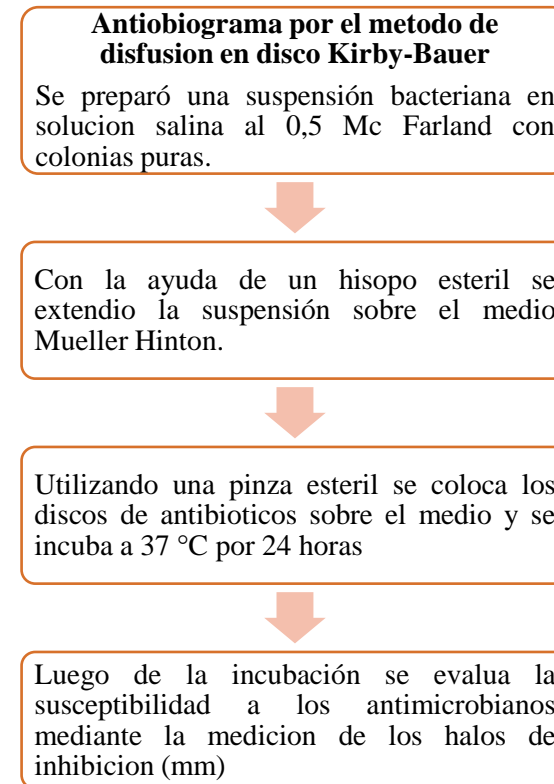 Antiobiograma por el metodo de
disfusion en disco Kirby-Bauer
Se preparó una suspensión bacteriana en
solucion salina al 0,5 Mc Farland con
colonias puras.
Con la ayuda de un hisopo esteril se
extendio la suspensión sobre el medio
Mueller Hinton.
Utilizando una pinza esteril se coloca los
discos de antibioticos sobre el medio y se
incuba a 37 °C por 24 horas
Luego de la incubación se evalua la
susceptibilidad a los antimicrobianos
mediante la medicion de los halos de
inhibicion (mm)